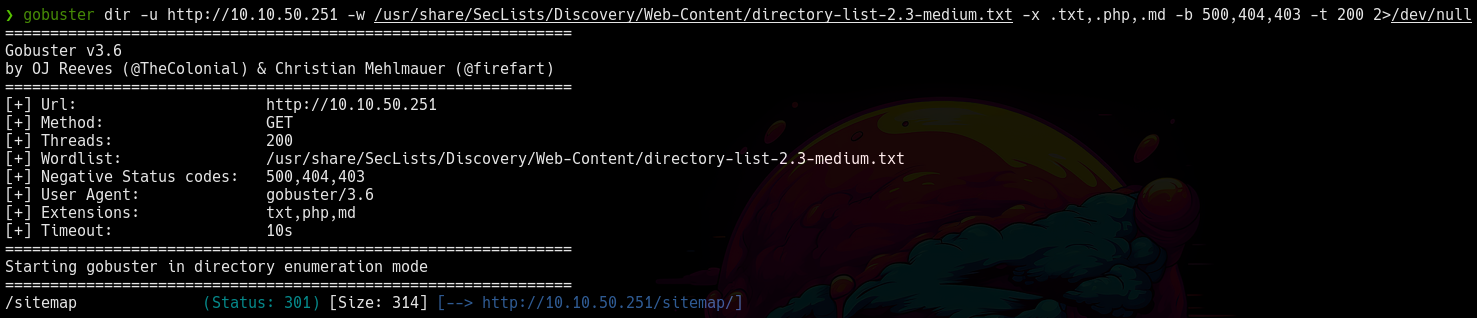 ❯ gobuster dir -u http://10.10.50.251 -w /usr/share/SecLists/Discovery/Web-Content/directory-list-2.3-medium.txt -x .txt,.php,.md -b 500,404,403 -t 200 2>/dev/null
===============================================================
Gobuster v3.6
by OJ Reeves (@TheColonial) & Christian Mehlmauer (@firefart)
===============================================================
[+] Url:                     http://10.10.50.251
[+] Method:                  GET
[+] Threads:                 200
[+] Wordlist:                /usr/share/SecLists/Discovery/Web-Content/directory-list-2.3-medium.txt
[+] Negative Status codes:   500,404,403
[+] User Agent:              gobuster/3.6
[+] Extensions:              txt,php,md
[+] Timeout:                 10s
===============================================================
Starting gobuster in directory enumeration mode
===============================================================
/sitemap              (Status: 301) [Size: 314] [--> http://10.10.50.251/sitemap/]